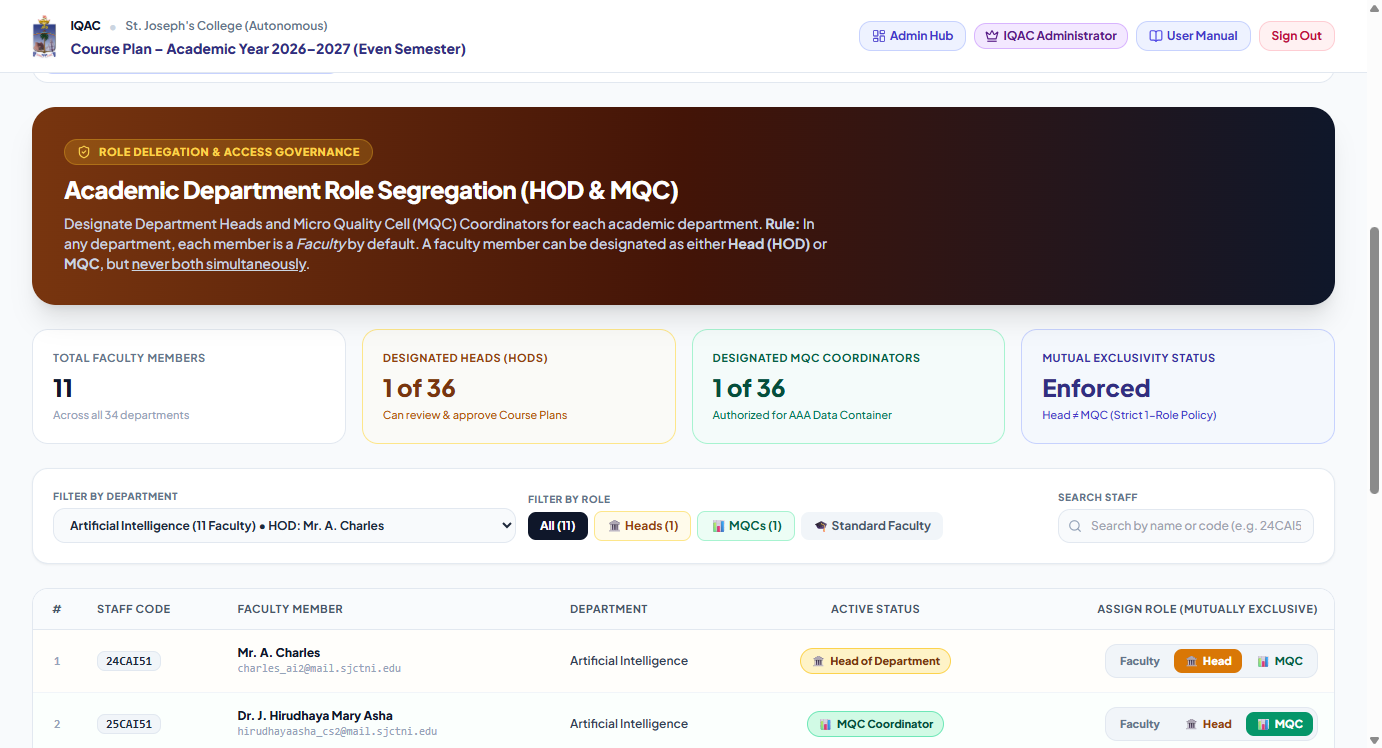 IQAC ● St. Joseph's College (Autonomous)
Course Plan – Academic Year 2026–2027 (Even Semester)
Admin Hub
IQAC Administrator
User Manual
Sign Out
ROLE DELEGATION & ACCESS GOVERNANCE
Academic Department Role Segregation (HOD & MQC)
Designate Department Heads and Micro Quality Cell (MQC) Coordinators for each academic department. Rule: In
any department, each member is a Faculty by default. A faculty member can be designated as either Head (HOD) or
MQC, but never both simultaneously.
TOTAL FACULTY MEMBERS
11
Across all 34 departments
DESIGNATED HEADS (HODS)
1 of 36
Can review & approve Course Plans
DESIGNATED MQC COORDINATORS
1 of 36
Authorized for AAA Data Container
MUTUAL EXCLUSIVITY STATUS
Enforced
Head ≠ MQC (Strict 1-Role Policy)
FILTER BY DEPARTMENT
Artificial Intelligence (11 Faculty) ● HOD: Mr. A. Charles
FILTER BY ROLE
All (11)
Heads (1)
MQCs (1)
Standard Faculty
SEARCH STAFF
Search by name or code (e.g. 24CAI5
# STAFF CODE FACULTY MEMBER DEPARTMENT ACTIVE STATUS ASSIGN ROLE (MUTUALLY EXCLUSIVE)
1 24CAI51 Mr. A. Charles Artificial Intelligence Head of Department Faculty Head MQC
charles_ai2@mail.sjctni.edu
2 25CAI51 Dr. J. Hirudhaya Mary Asha Artificial Intelligence MQC Coordinator Faculty Head MQC
hirudhayaasha_cs2@mail.sjctni.edu